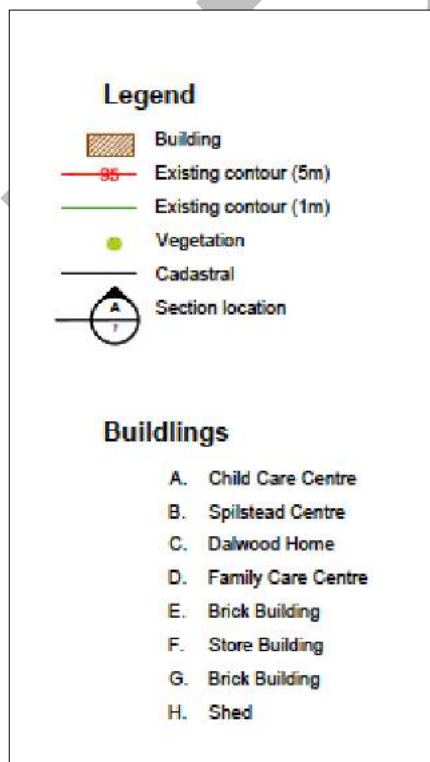 Legend
Building
95 Existing contour (5m)
Existing contour (1m)
Vegetation
Cadastral
A
7
Section location
Buildlings
A. Child Care Centre
B. Spilstead Centre
C. Dalwood Home
D. Family Care Centre
E. Brick Building
F. Store Building
G. Brick Building
H. Shed